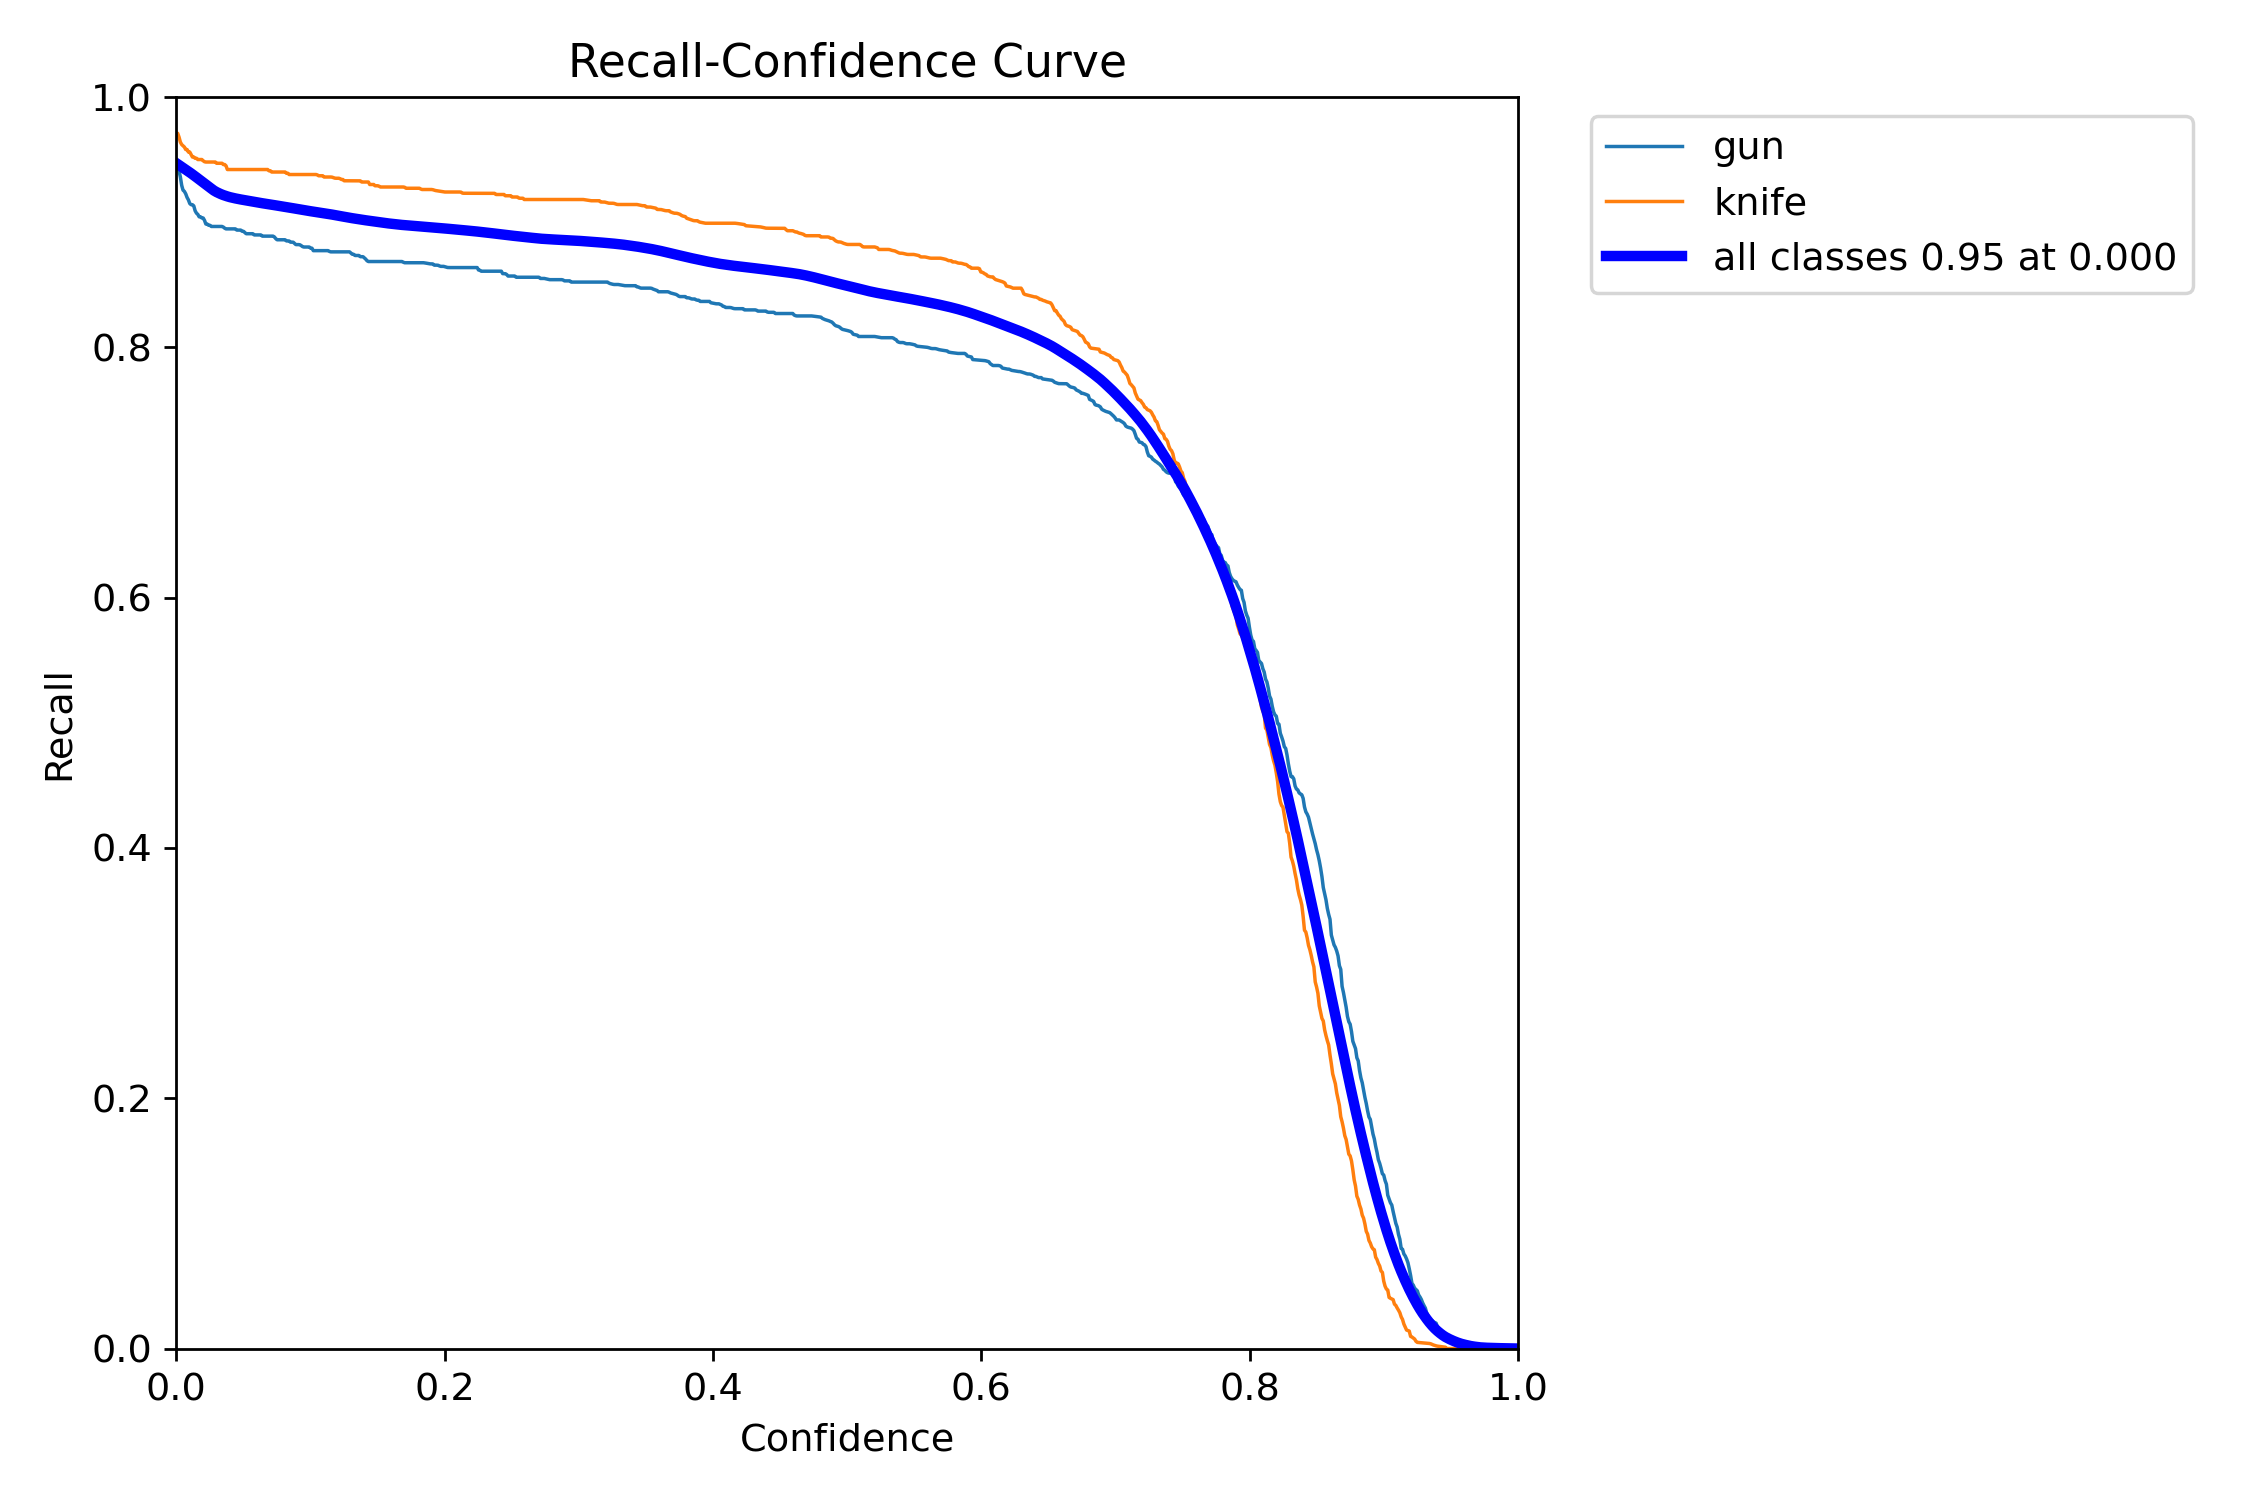 Recall-Confidence Curve
1.0
0.8
0.6
0.4
0.2
0.0
Recall
0.0 0.2 0.4 0.6 0.8 1.0
Confidence
gun
knife
all classes 0.95 at 0.000